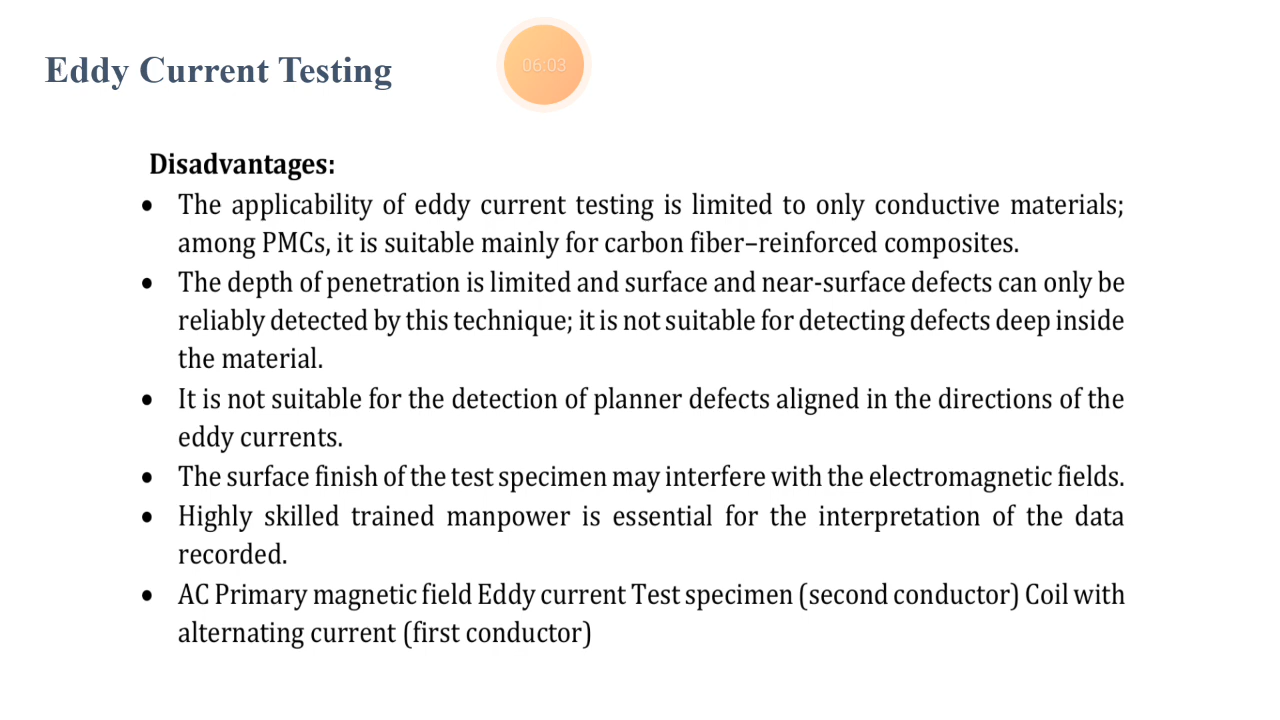 Eddy Current Testing
06:03
Disadvantages:
• The applicability of eddy current testing is limited to only conductive materials;
among PMCs, it is suitable mainly for carbon fiber–reinforced composites.
• The depth of penetration is limited and surface and near-surface defects can only be
reliably detected by this technique; it is not suitable for detecting defects deep inside
the material.
• It is not suitable for the detection of planner defects aligned in the directions of the
eddy currents.
• The surface finish of the test specimen may interfere with the electromagnetic fields.
• Highly skilled trained manpower is essential for the interpretation of the data
recorded.
• AC Primary magnetic field Eddy current Test specimen (second conductor) Coil with
alternating current (first conductor)